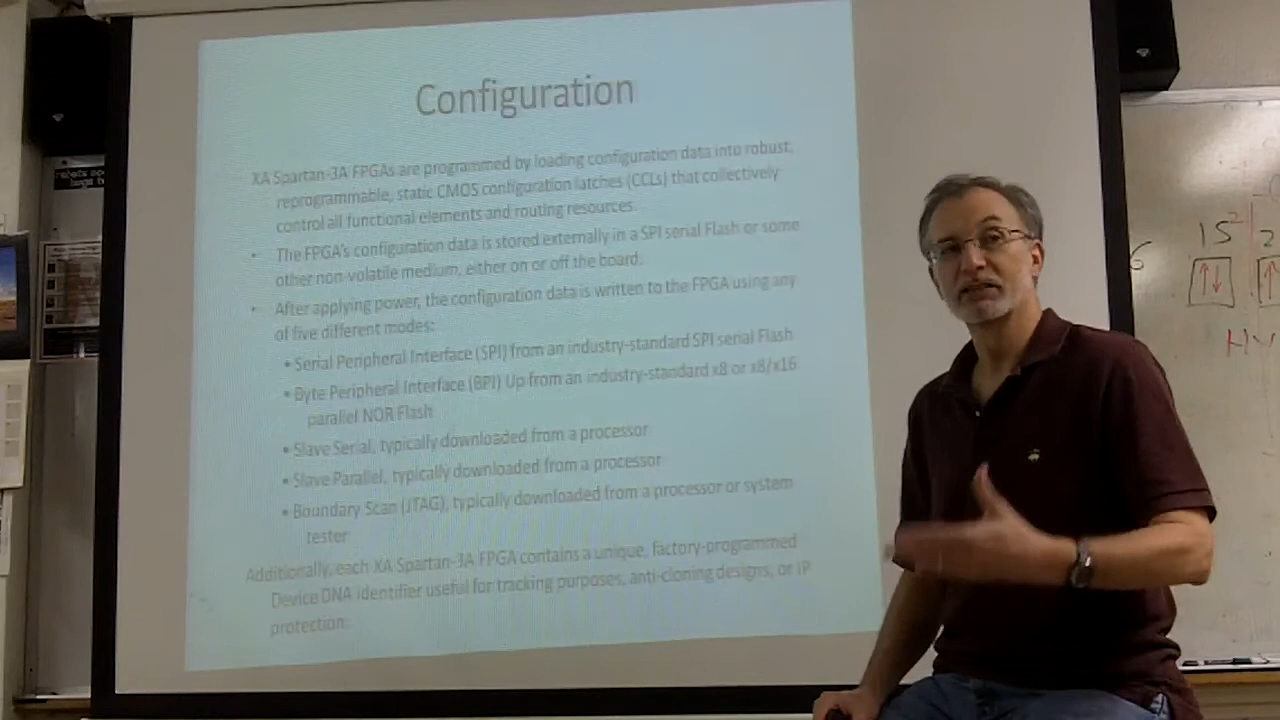 Configuration
XA Spartan-3A FPGAs are programmed by loading configuration data into robust,
reprogrammable, static CMOS configuration latches (CCLs) that collectively
control all functional elements and routing resources.
• The FPGA's configuration data is stored externally in a SPI serial Flash or some
other non-volatile medium, either on or off the board.
• After applying power, the configuration data is written to the FPGA using any
of five different modes:
• Serial Peripheral Interface (SPI) from an industry-standard SPI serial Flash
• Byte Peripheral Interface (BPI) Up from an industry-standard x8 or x8/x16
parallel NOR Flash
• Slave Serial, typically downloaded from a processor
• Slave Parallel, typically downloaded from a processor
• Boundary Scan (JTAG), typically downloaded from a processor or system
tester
Additionally, each XA Spartan-3A FPGA contains a unique, factory-programmed
Device DNA identifier useful for tracking purposes, anti-cloning designs, or IP
protection.
6
1S²
2
↑↓